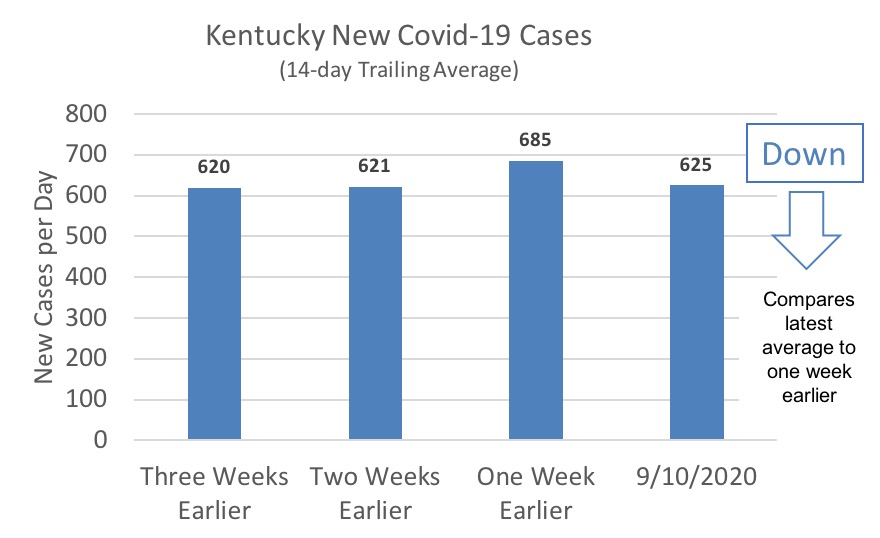 Kentucky New Covid-19 Cases
(14-day Trailing Average)
New Cases per Day
800
700
600
500
400
300
200
100
0
620
621
685
625
Three Weeks
Earlier
Two Weeks
Earlier
One Week
Earlier
9/10/2020
Down
Compares
latest
average to
one week
earlier